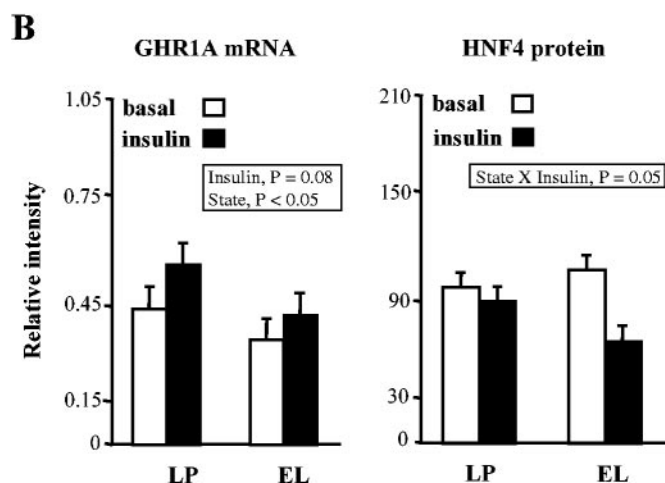 B
GHR1A mRNA
HNF4 protein
1.05
0.75
0.45
0.15
0
Relative intensity
basal
insulin
Insulin, P = 0.08
State, P < 0.05
LP
EL
210
150
90
30
0
basal
insulin
State X Insulin, P = 0.05
LP
EL